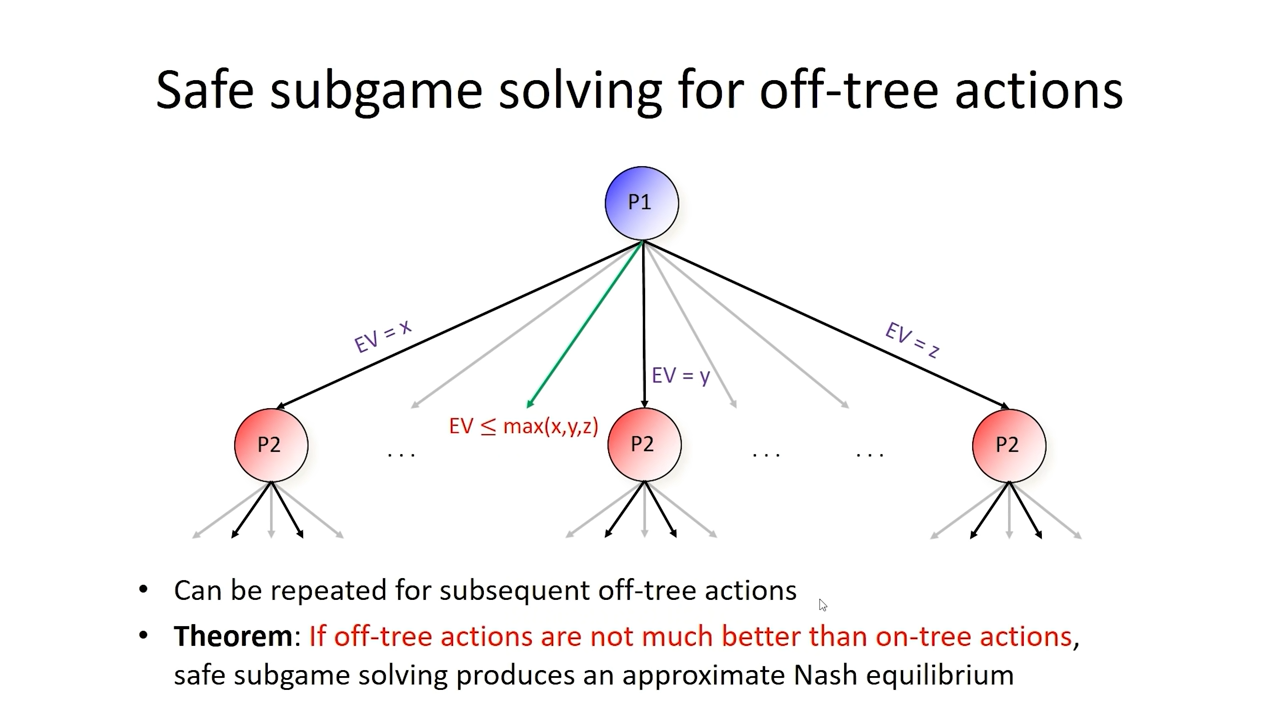 Safe subgame solving for off-tree actions
P1
EV = x
EV = z
EV = y
EV ≤ max(x,y,z)
P2
. . .
P2
. . .
. . .
P2
• Can be repeated for subsequent off-tree actions
• Theorem: If off-tree actions are not much better than on-tree actions,
safe subgame solving produces an approximate Nash equilibrium